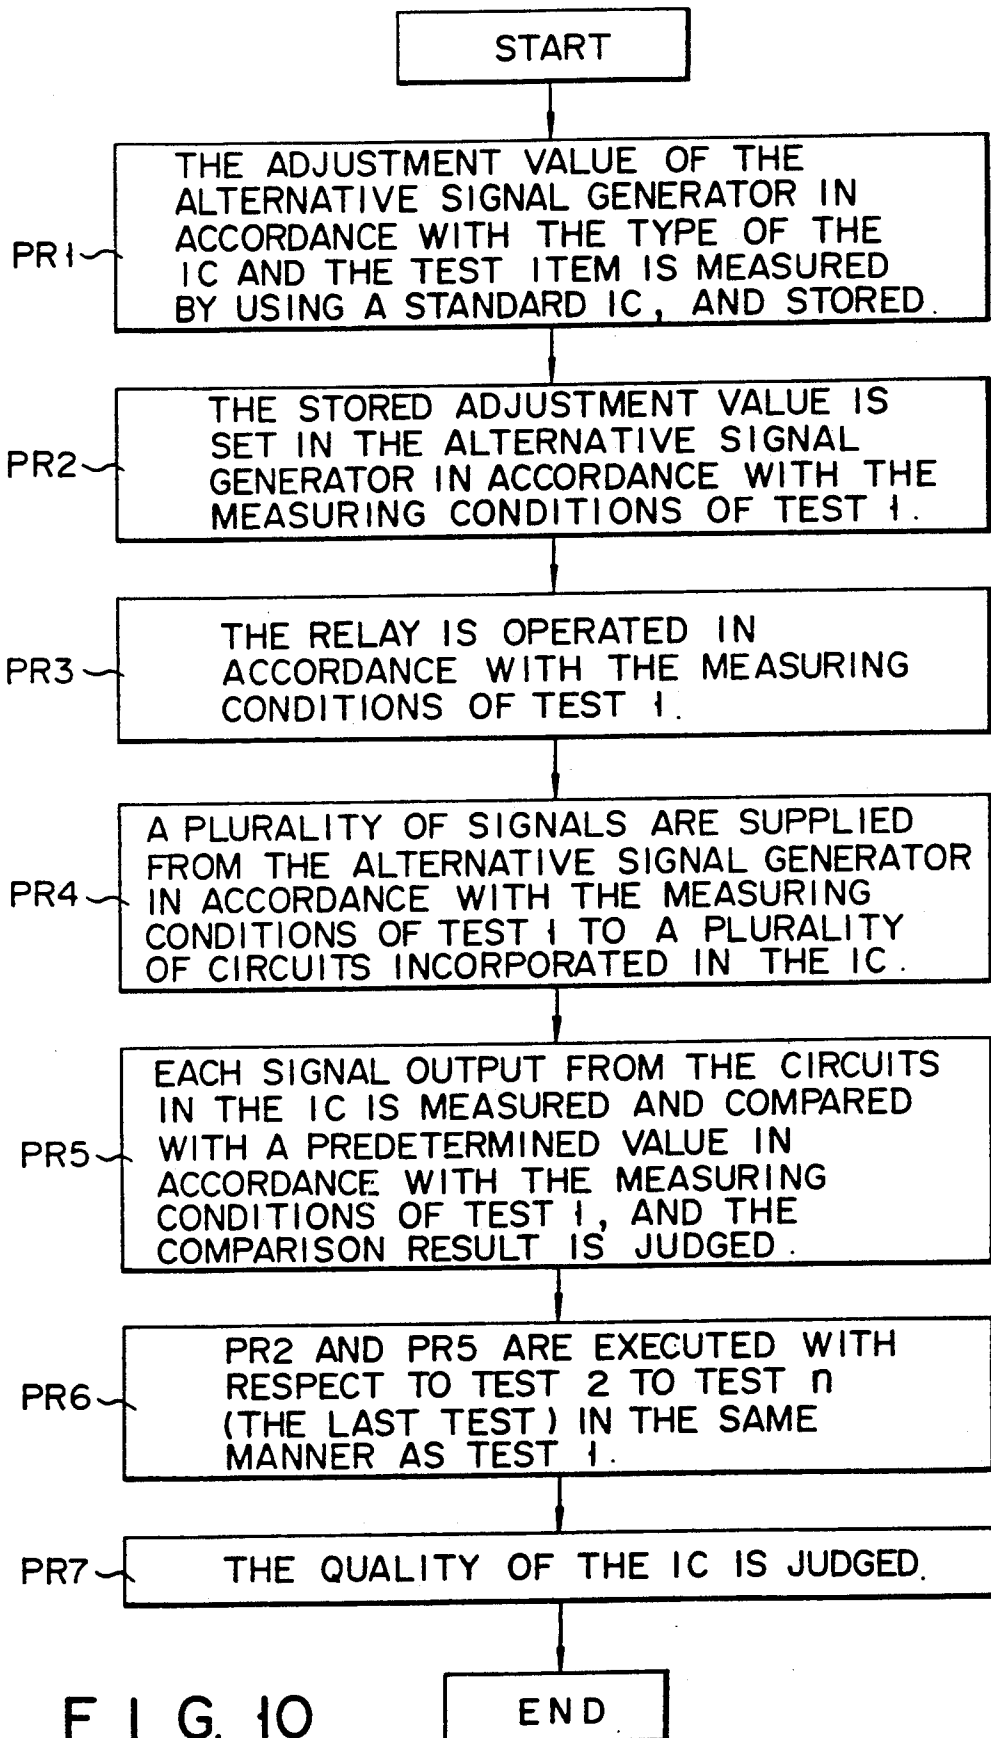 START
THE ADJUSTMENT VALUE OF THE
ALTERNATIVE SIGNAL GENERATOR IN
ACCORDANCE WITH THE TYPE OF THE
IC AND THE TEST ITEM IS MEASURED
BY USING A STANDARD IC, AND STORED.
PR1
THE STORED ADJUSTMENT VALUE IS
SET IN THE ALTERNATIVE SIGNAL
GENERATOR IN ACCORDANCE WITH THE
MEASURING CONDITIONS OF TEST 1.
PR2
THE RELAY IS OPERATED IN
ACCORDANCE WITH THE MEASURING
CONDITIONS OF TEST 1.
PR3
A PLURALITY OF SIGNALS ARE SUPPLIED
FROM THE ALTERNATIVE SIGNAL GENERATOR
IN ACCORDANCE WITH THE MEASURING
CONDITIONS OF TEST 1 TO A PLURALITY
OF CIRCUITS INCORPORATED IN THE IC.
PR4
EACH SIGNAL OUTPUT FROM THE CIRCUITS
IN THE IC IS MEASURED AND COMPARED
WITH A PREDETERMINED VALUE IN
ACCORDANCE WITH THE MEASURING
CONDITIONS OF TEST 1, AND THE
COMPARISON RESULT IS JUDGED.
PR5
PR2 AND PR5 ARE EXECUTED WITH
RESPECT TO TEST 2 TO TEST n
(THE LAST TEST) IN THE SAME
MANNER AS TEST 1.
PR6
PR7
THE QUALITY OF THE IC IS JUDGED.
END
FIG. 10